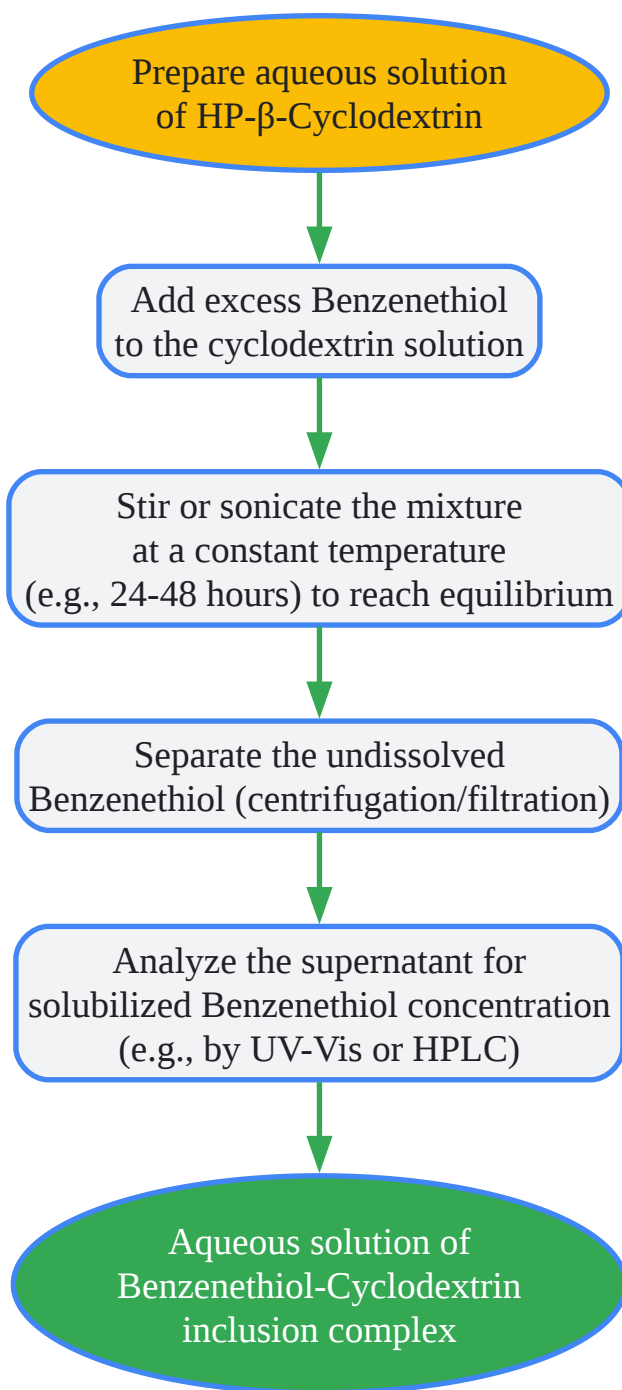 Prepare aqueous solution
of HP-β-Cyclodextrin
Add excess Benzenethiol
to the cyclodextrin solution
Stir or sonicate the mixture
at a constant temperature
(e.g., 24-48 hours) to reach equilibrium
Separate the undissolved
Benzenethiol (centrifugation/filtration)
Analyze the supernatant for
solubilized Benzenethiol concentration
(e.g., by UV-Vis or HPLC)
Aqueous solution of
Benzenethiol-Cyclodextrin
inclusion complex